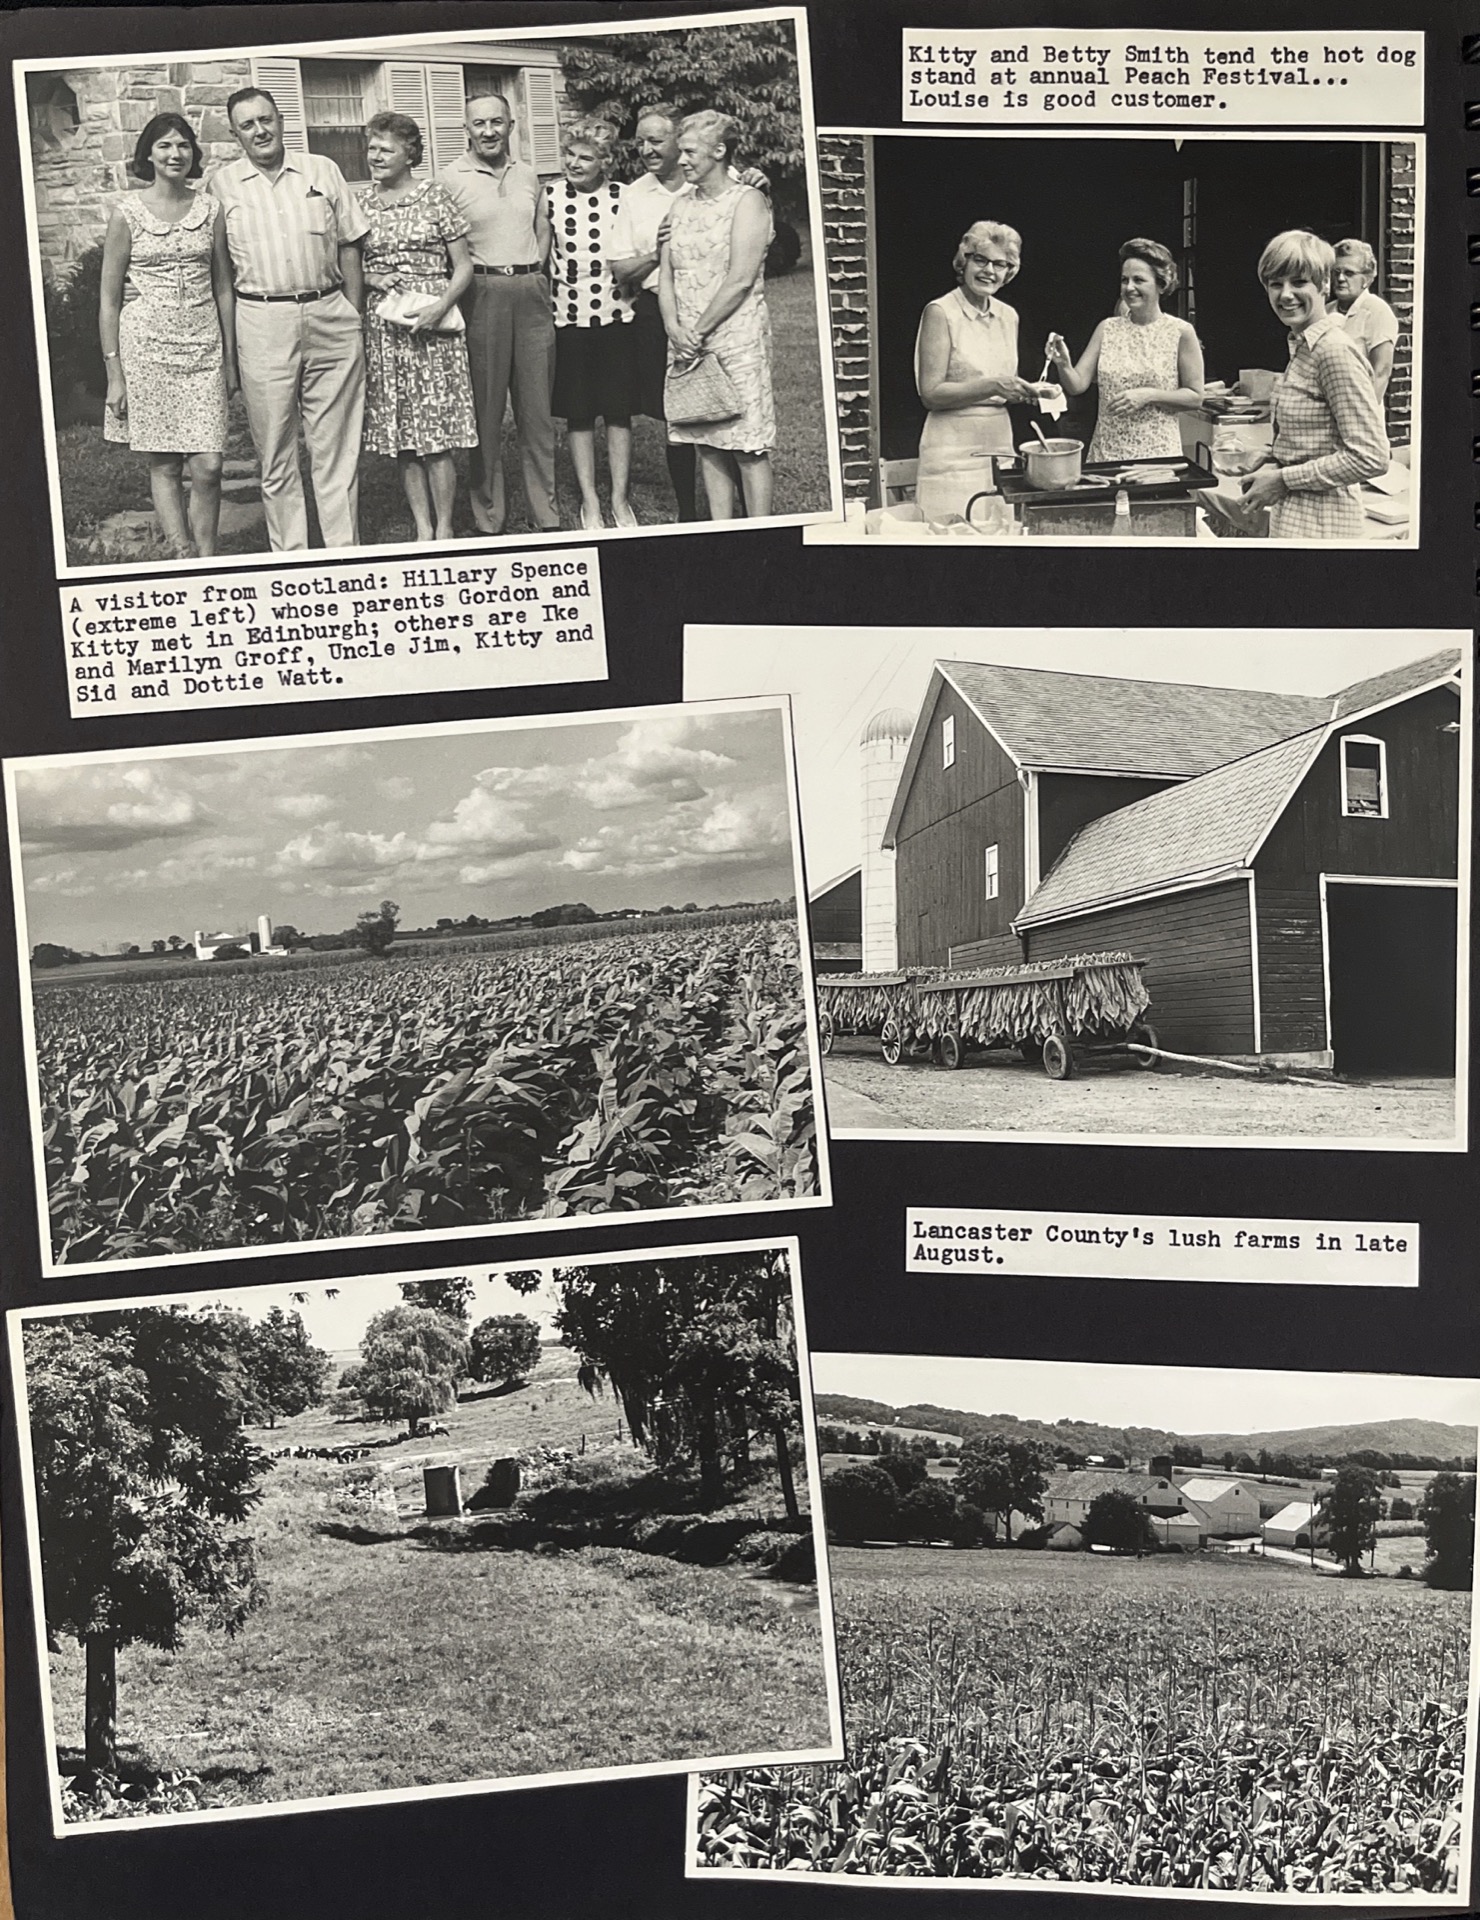 Kitty and Betty Smith tend the hot dog
stand at annual Peach Festival...
Louise is good customer.
A visitor from Scotland: Hillary Spence
(extreme left) whose parents Gordon and
Kitty met in Edinburgh; others are Ike
and Marilyn Groff, Uncle Jim, Kitty and
Sid and Dottie Watt.
Lancaster County's lush farms in late
August.